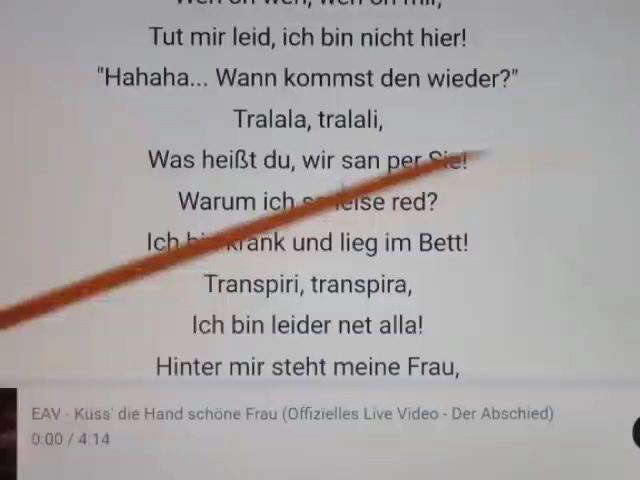 Tut mir leid, ich bin nicht hier!
"Hahaha... Wann kommst den wieder?"
Tralala, tralali,
Was heißt du, wir san per Sie!
Warum ich so leise red?
Ich bin krank und lieg im Bett!
Transpiri, transpira,
Ich bin leider net alla!
Hinter mir steht meine Frau,
EAV - Küss' die Hand schöne Frau (Offizielles Live Video - Der Abschied)
0:00 / 4:14